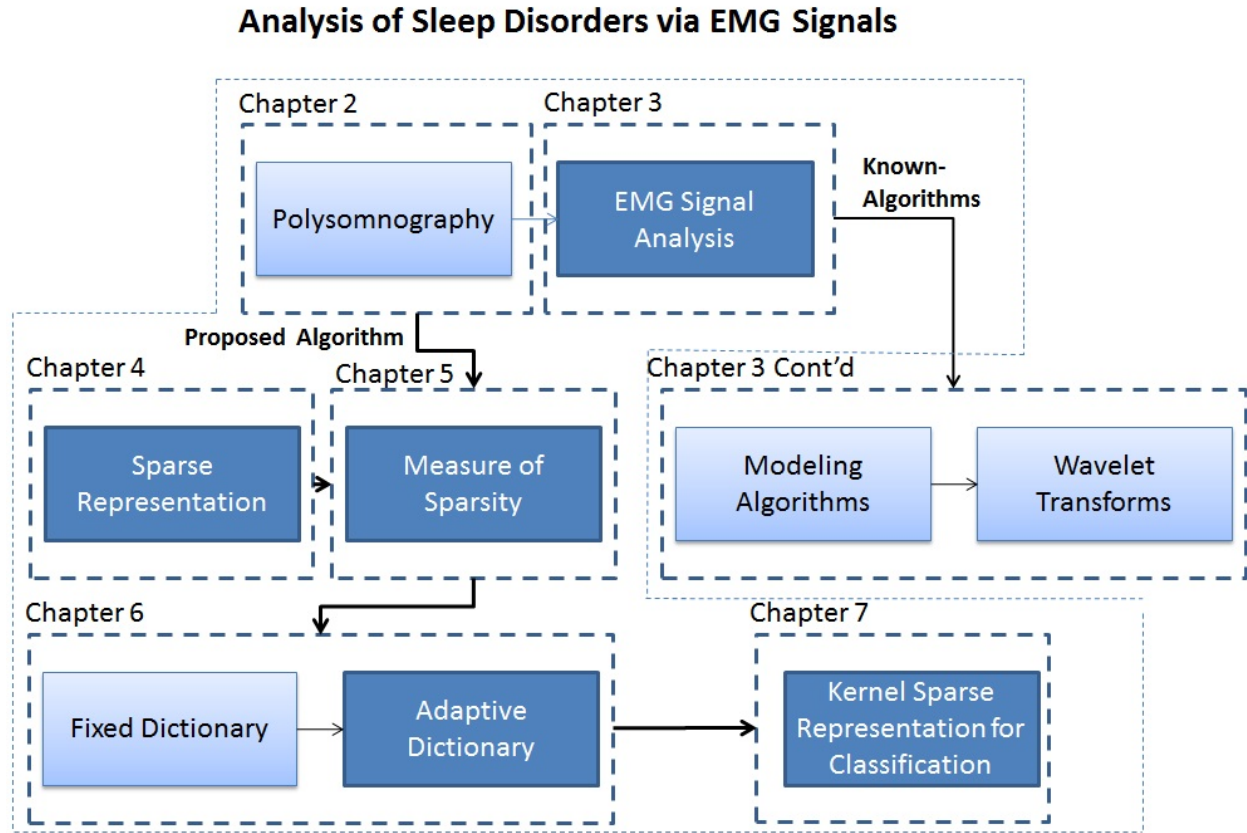 Analysis of Sleep Disorders via EMG Signals
Chapter 2
Chapter 3
Polysomnography
EMG Signal
Analysis
Known-
Algorithms
Proposed Algorithm
Chapter 4
Chapter 5
Chapter 3 Cont’d
Sparse
Representation
Measure of
Sparsity
Modeling
Algorithms
Wavelet
Transforms
Chapter 6
Chapter 7
Fixed Dictionary
Adaptive
Dictionary
Kernel Sparse
Representation for
Classification